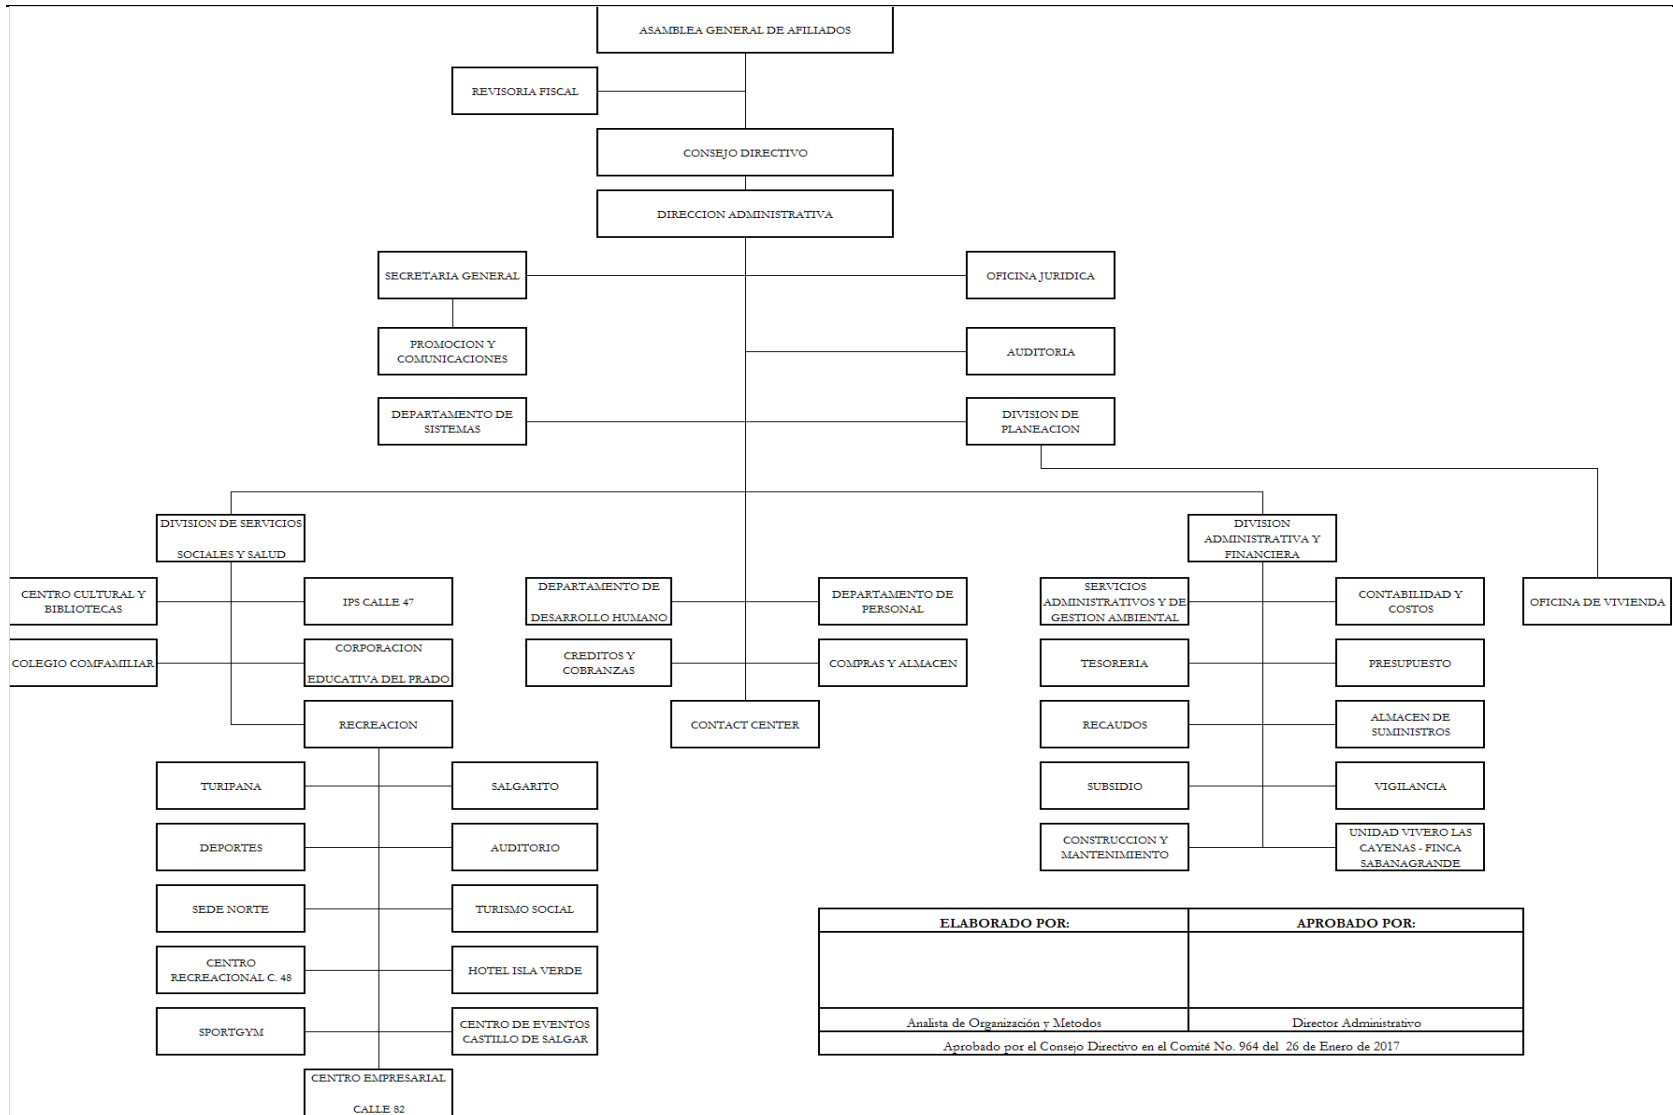 ASAMBLEA GENERAL DE AFILIADOS
REVISORIA FISCAL
CONSEJO DIRECTIVO
DIRECCION ADMINISTRATIVA
SECRETARIA GENERAL
OFICINA JURIDICA
PROMOCION Y
COMUNICACIONES
AUDITORIA
DEPARTAMENTO DE
SISTEMAS
DIVISION DE
PLANEACION
DIVISION DE SERVICIOS
SOCIALES Y SALUD
DIVISION
ADMINISTRATIVA Y
FINANCIERA
CENTRO CULTURAL Y
BIBLIOTECAS
IPS CALLE 47
DEPARTAMENTO DE
DESARROLLO HUMANO
DEPARTAMENTO DE
PERSONAL
SERVICIOS
ADMINISTRATIVOS Y DE
GESTION AMBIENTAL
CONTABILIDAD Y
COSTOS
OFICINA DE VIVIENDA
COLEGIO COMFAMILIAR
CORPORACION
EDUCATIVA DEL PRADO
CREDITOS Y
COBRANZAS
COMPRAS Y ALMACEN
TESORERIA
PRESUPUESTO
RECREACION
CONTACT CENTER
RECAUDOS
ALMACEN DE
SUMINISTROS
TURIPANA
SALGARITO
SUBSIDIO
VIGILANCIA
DEPORTES
AUDITORIO
CONSTRUCCION Y
MANTENIMIENTO
UNIDAD VIVERO LAS
CAYENAS - FINCA
SABANAGRANDE
SEDE NORTE
TURISMO SOCIAL
ELABORADO POR:
APROBADO POR:
CENTRO
RECREACIONAL C. 48
HOTEL ISLA VERDE
SPORTGYM
CENTRO DE EVENTOS
CASTILLO DE SALGAR
Analista de Organización y Metodos
Director Administrativo
Aprobado por el Consejo Directivo en el Comité No. 964 del 26 de Enero de 2017
CENTRO EMPRESARIAL
CALLE 82